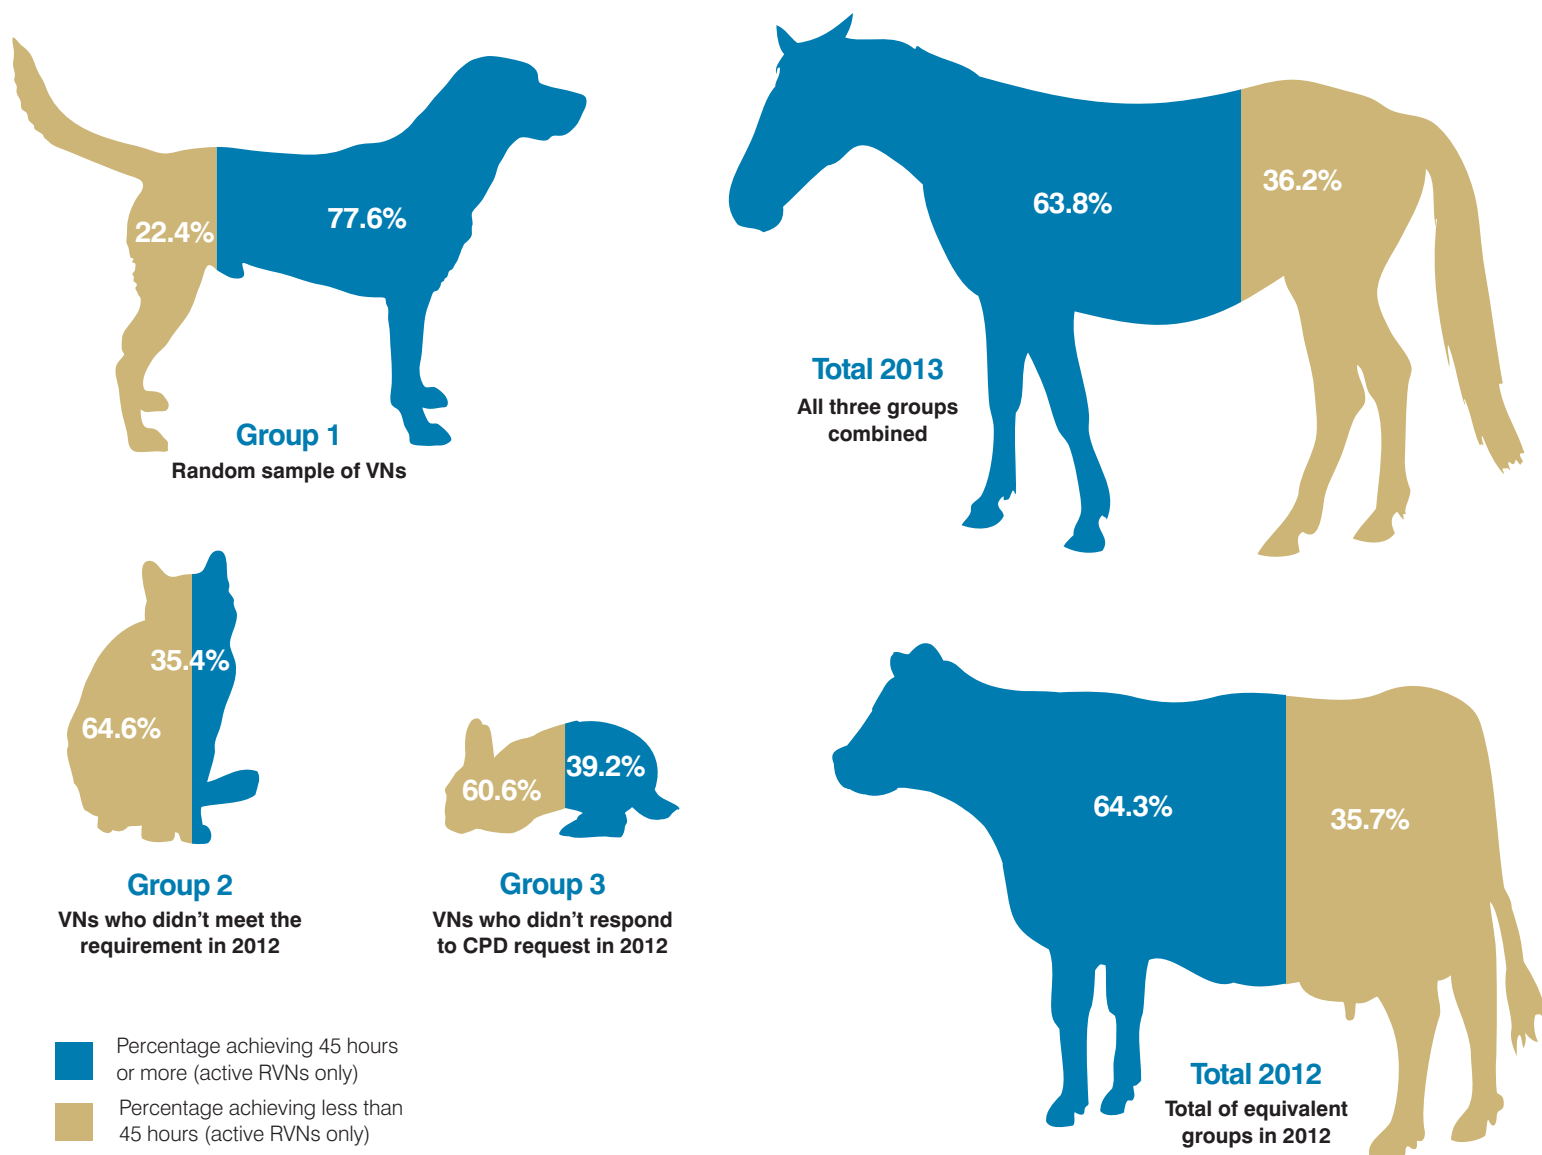 22.4%
77.6%
Group 1
Random sample of VNs
63.8%
36.2%
Total 2013
All three groups
combined
35.4%
64.6%
Group 2
VNs who didn’t meet the
requirement in 2012
60.6%
39.2%
Group 3
VNs who didn’t respond
to CPD request in 2012
64.3%
35.7%
Total 2012
Total of equivalent
groups in 2012
Percentage achieving 45 hours
or more (active RVNs only)
Percentage achieving less than
45 hours (active RVNs only)